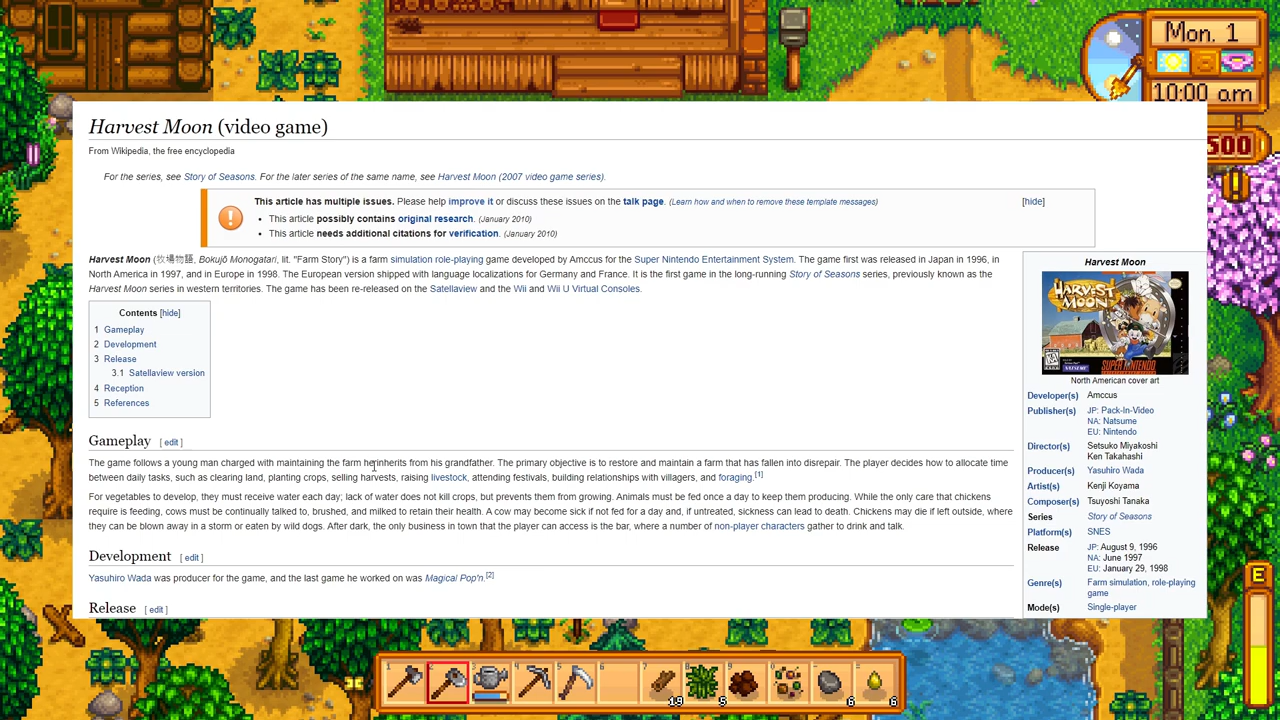 Mon. 1
10:00 am
500
Harvest Moon (video game)
From Wikipedia, the free encyclopedia
For the series, see Story of Seasons. For the later series of the same name, see Harvest Moon (2007 video game series).
This article has multiple issues. Please help improve it or discuss these issues on the talk page. (Learn how and when to remove these template messages) [hide]
• This article possibly contains original research. (January 2010)
• This article needs additional citations for verification. (January 2010)
Harvest Moon (牧場物語, Bokujō Monogatari, lit. "Farm Story") is a farm simulation role-playing game developed by Amccus for the Super Nintendo Entertainment System. The game first was released in Japan in 1996, in
North America in 1997, and in Europe in 1998. The European version shipped with language localizations for Germany and France. It is the first game in the long-running Story of Seasons series, previously known as the
Harvest Moon series in western territories. The game has been re-released on the Satellaview and the Wii and Wii U Virtual Consoles.
Contents [hide]
1 Gameplay
2 Development
3 Release
3.1 Satellaview version
4 Reception
5 References
Gameplay [ edit ]
The game follows a young man charged with maintaining the farm he inherits from his grandfather. The primary objective is to restore and maintain a farm that has fallen into disrepair. The player decides how to allocate time
between daily tasks, such as clearing land, planting crops, selling harvests, raising livestock, attending festivals, building relationships with villagers, and foraging.[1]
For vegetables to develop, they must receive water each day; lack of water does not kill crops, but prevents them from growing. Animals must be fed once a day to keep them producing. While the only care that chickens
require is feeding, cows must be continually talked to, brushed, and milked to retain their health. A cow may become sick if not fed for a day and, if untreated, sickness can lead to death. Chickens may die if left outside, where
they can be blown away in a storm or eaten by wild dogs. After dark, the only business in town that the player can access is the bar, where a number of non-player characters gather to drink and talk.
Development [ edit ]
Yasuhiro Wada was producer for the game, and the last game he worked on was Magical Pop'n.[2]
Release [ edit ]
Harvest Moon
HARVEST
MOON
SUPER NINTENDO
North American cover art
Developer(s) Amccus
Publisher(s) JP: Pack-In-Video
NA: Natsume
EU: Nintendo
Director(s) Setsuko Miyakoshi
Ken Takahashi
Producer(s) Yasuhiro Wada
Artist(s) Kenji Koyama
Composer(s) Tsuyoshi Tanaka
Series Story of Seasons
Platform(s) SNES
Release JP: August 9, 1996
NA: June 1997
EU: January 29, 1998
Genre(s) Farm simulation, role-playing
game
Mode(s) Single-player
E
1 2 3 4 5 6 7 8 9 0 - =
19 5 6 6